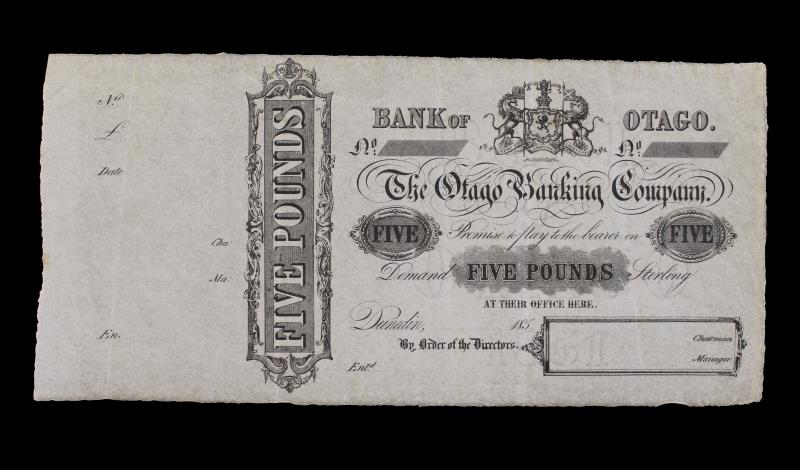 No
£
Date
Cha:
Ma:
En.
FIVE POUNDS
BANK OF OTAGO.
No. No.
The Otago Banking Company.
FIVE Promise to pay to the bearer on FIVE
Demand FIVE POUNDS Sterling
AT THEIR OFFICE HERE.
Dunedin, 185
By Order of the Directors.
Chairman
Manager
Entd